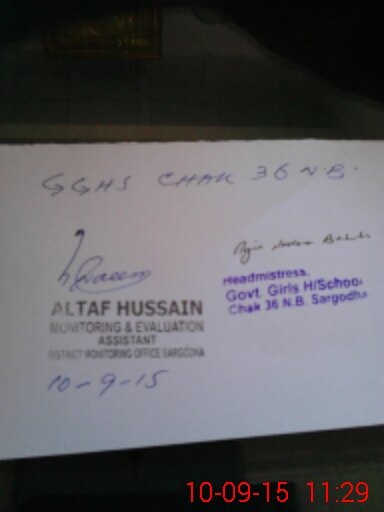 GGHS CHAK 36 N.B.
ALTAF HUSSAIN
MONITORING & EVALUATION
ASSISTANT
DISTRICT MONITORING OFFICE SARGODHA
10-9-15
Headmistress,
Govt. Girls H/School
Chak 36 N.B. Sargodha
10-09-15 11:29